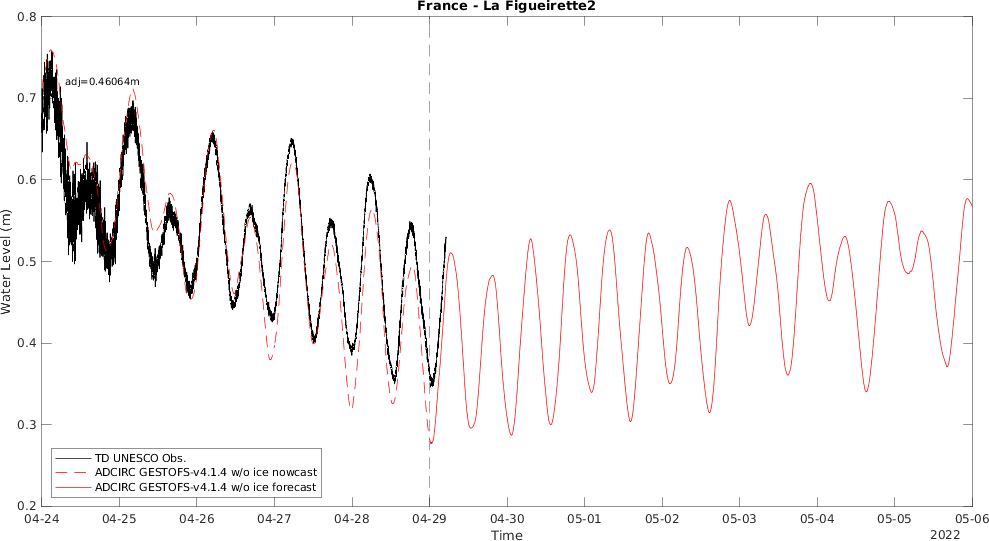 France - La Figueirette2
0.8
0.7
0.6
0.5
0.4
0.3
0.2
Water Level (m)
adj=0.46064m
TD UNESCO Obs.
ADCIRC GESTOFS-v4.1.4 w/o ice nowcast
ADCIRC GESTOFS-v4.1.4 w/o ice forecast
04-24 04-25 04-26 04-27 04-28 04-29 04-30 05-01 05-02 05-03 05-04 05-05 05-06
Time
2022